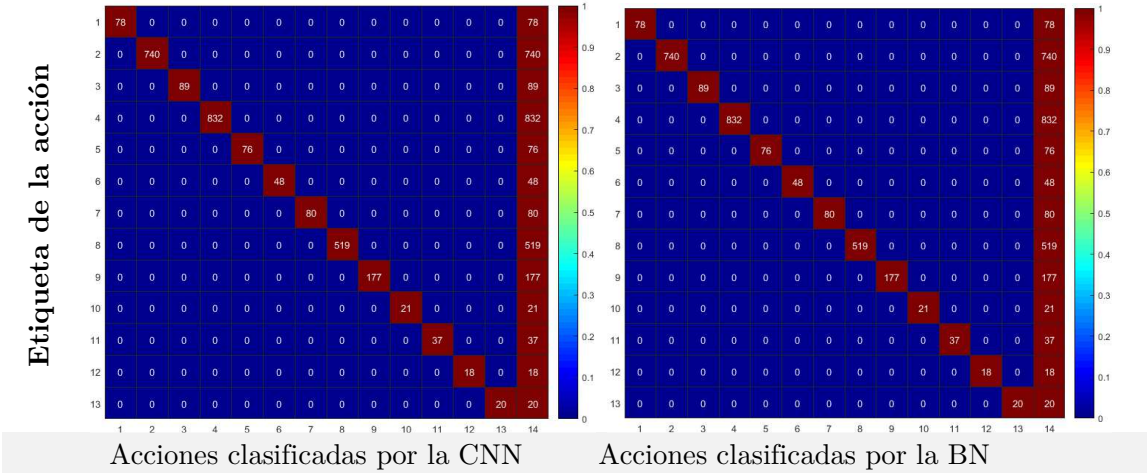 Etiqueta de la acción
1 78 0 0 0 0 0 0 0 0 0 0 0 0 78
2 0 740 0 0 0 0 0 0 0 0 0 0 0 740
3 0 0 89 0 0 0 0 0 0 0 0 0 0 89
4 0 0 0 832 0 0 0 0 0 0 0 0 0 832
5 0 0 0 0 76 0 0 0 0 0 0 0 0 76
6 0 0 0 0 0 48 0 0 0 0 0 0 0 48
7 0 0 0 0 0 0 80 0 0 0 0 0 0 80
8 0 0 0 0 0 0 0 519 0 0 0 0 0 519
9 0 0 0 0 0 0 0 0 177 0 0 0 0 177
10 0 0 0 0 0 0 0 0 0 21 0 0 0 21
11 0 0 0 0 0 0 0 0 0 0 37 0 0 37
12 0 0 0 0 0 0 0 0 0 0 0 18 0 18
13 0 0 0 0 0 0 0 0 0 0 0 0 20 20
1 2 3 4 5 6 7 8 9 10 11 12 13 14
1
0.9
0.8
0.7
0.6
0.5
0.4
0.3
0.2
0.1
0
Acciones clasificadas por la CNN
1 78 0 0 0 0 0 0 0 0 0 0 0 0 78
2 0 740 0 0 0 0 0 0 0 0 0 0 0 740
3 0 0 89 0 0 0 0 0 0 0 0 0 0 89
4 0 0 0 832 0 0 0 0 0 0 0 0 0 832
5 0 0 0 0 76 0 0 0 0 0 0 0 0 76
6 0 0 0 0 0 48 0 0 0 0 0 0 0 48
7 0 0 0 0 0 0 80 0 0 0 0 0 0 80
8 0 0 0 0 0 0 0 519 0 0 0 0 0 519
9 0 0 0 0 0 0 0 0 177 0 0 0 0 177
10 0 0 0 0 0 0 0 0 0 21 0 0 0 21
11 0 0 0 0 0 0 0 0 0 0 37 0 0 37
12 0 0 0 0 0 0 0 0 0 0 0 18 0 18
13 0 0 0 0 0 0 0 0 0 0 0 0 20 20
1 2 3 4 5 6 7 8 9 10 11 12 13 14
1
0.9
0.8
0.7
0.6
0.5
0.4
0.3
0.2
0.1
0
Acciones clasificadas por la BN